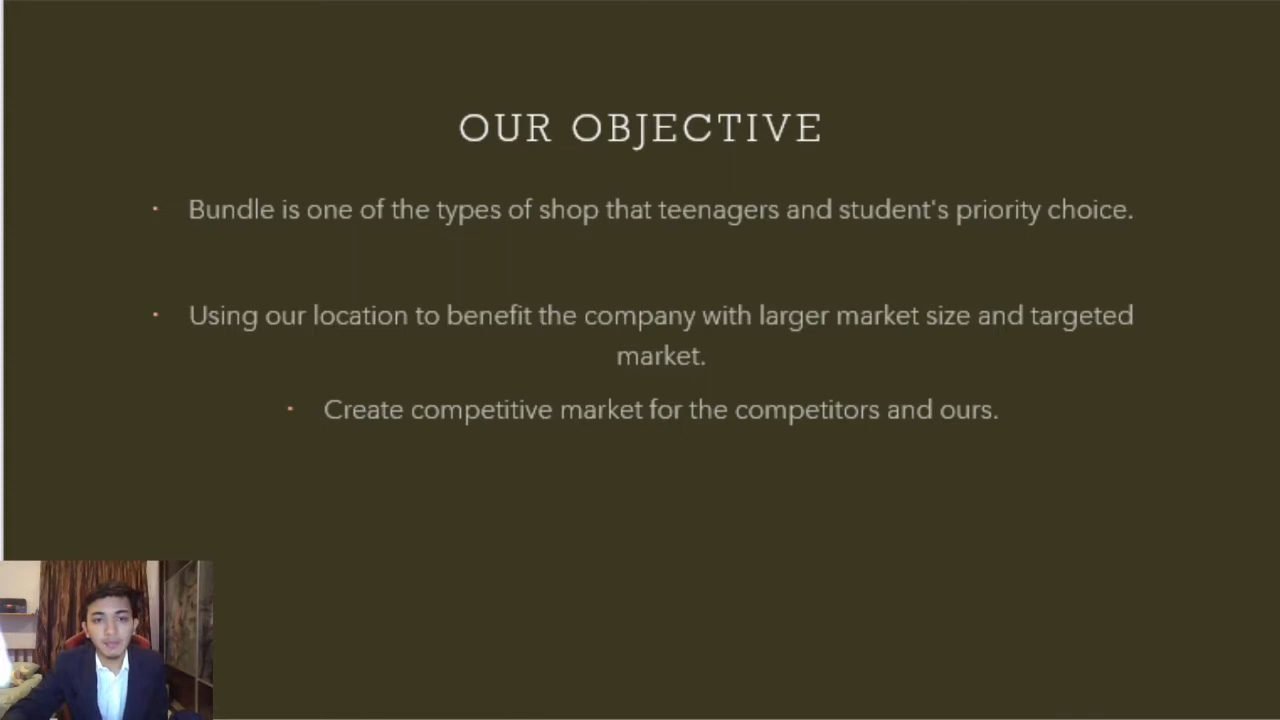 OUR OBJECTIVE
· Bundle is one of the types of shop that teenagers and student's priority choice.
· Using our location to benefit the company with larger market size and targeted
market.
· Create competitive market for the competitors and ours.